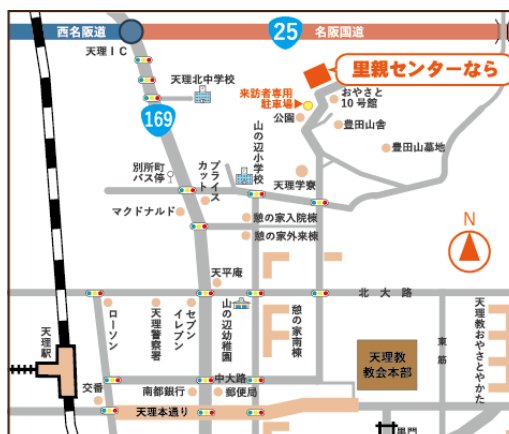 西名阪道
25
名阪国道
天理IC
里親センターなら
天理北中学校
来訪者専用
駐車場▶
おやさと
10号館
公園
169
豊田山舎
山の辺小学校
豊田山墓地
別所町
バス停
プライスカット
天理学寮
マクドナルド
憩の家入院棟
憩の家外来棟
N
天平庵
北大路
ローソン
天理警察署
セブンイレブン
山の辺幼稚園
憩の家南棟
天理駅
天理教
教会本部
東筋
天理教おやさとやかた
中大路
交番
南都銀行
郵便局
天理本通り
黒門